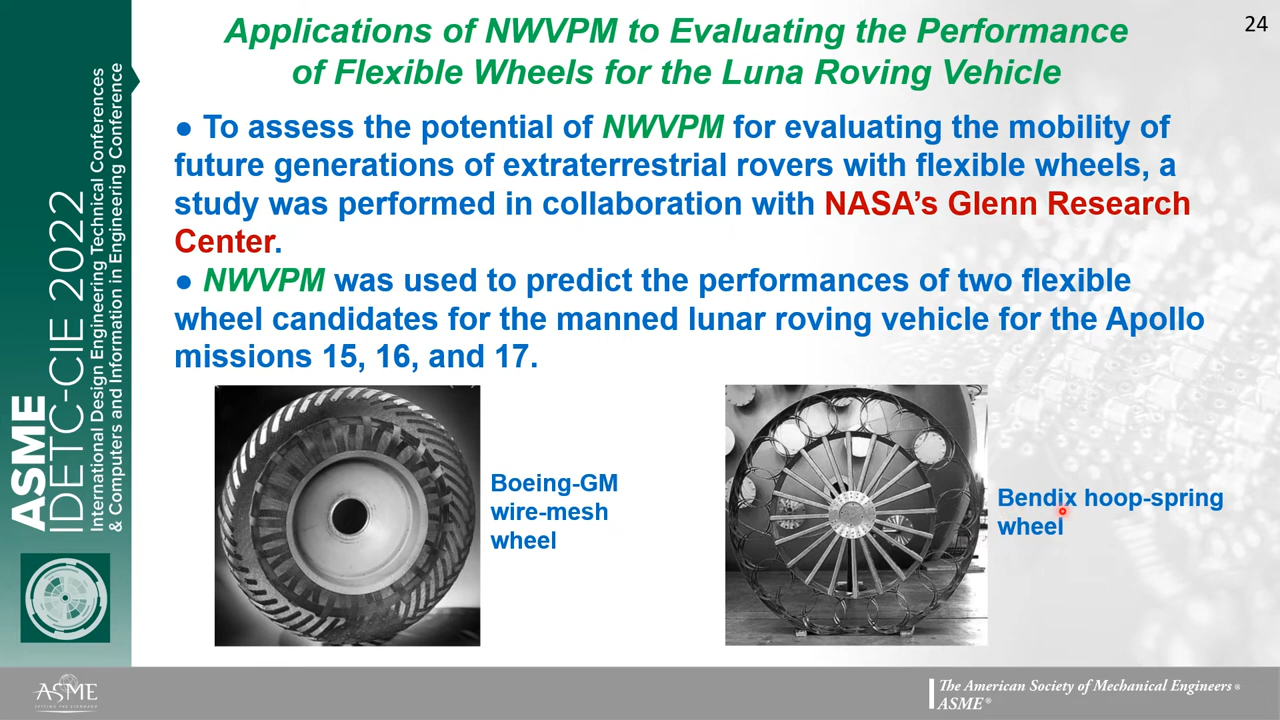 24
Applications of NWVPM to Evaluating the Performance
of Flexible Wheels for the Luna Roving Vehicle
● To assess the potential of NWVPM for evaluating the mobility of
future generations of extraterrestrial rovers with flexible wheels, a
study was performed in collaboration with NASA’s Glenn Research
Center.
● NWVPM was used to predict the performances of two flexible
wheel candidates for the manned lunar roving vehicle for the Apollo
missions 15, 16, and 17.
Boeing-GM
wire-mesh
wheel
Bendix hoop-spring
wheel
ASME
IDETC-CIE 2022
International Design Engineering Technical Conferences
& Computers and Information in Engineering Conference
ASME
SETTING THE STANDARD
The American Society of Mechanical Engineers ®
ASME ®